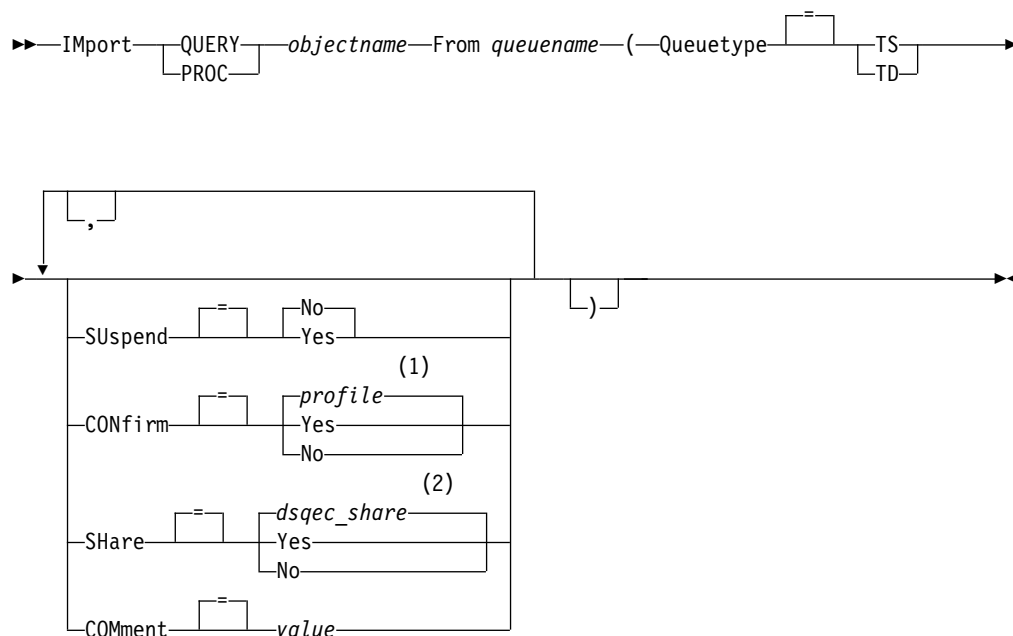 =
IMport QUERY objectname From queuename ( Queuetype TS
PROC TD
,
= No
SUspend Yes
)
(1)
= profile
CONfirm Yes
No
(2)
= dsqec_share
SHare Yes
No
=
COMment value